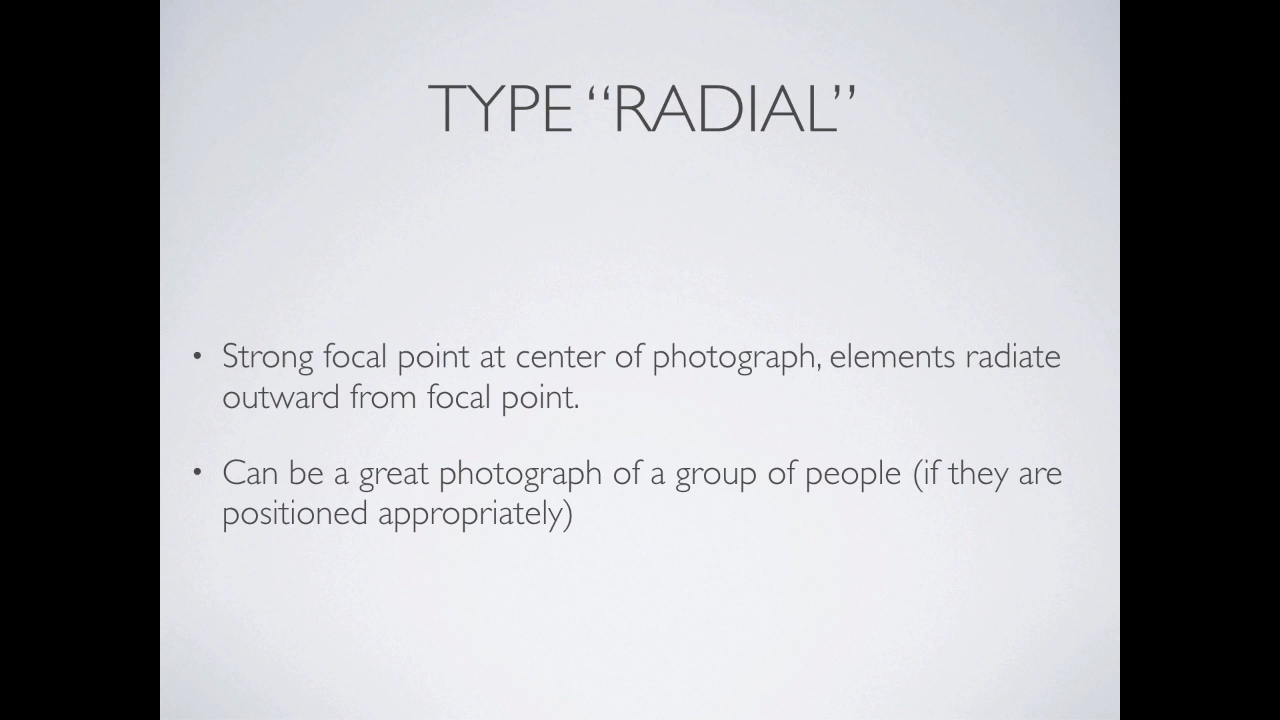 TYPE “RADIAL”
• Strong focal point at center of photograph, elements radiate
outward from focal point.
• Can be a great photograph of a group of people (if they are
positioned appropriately)